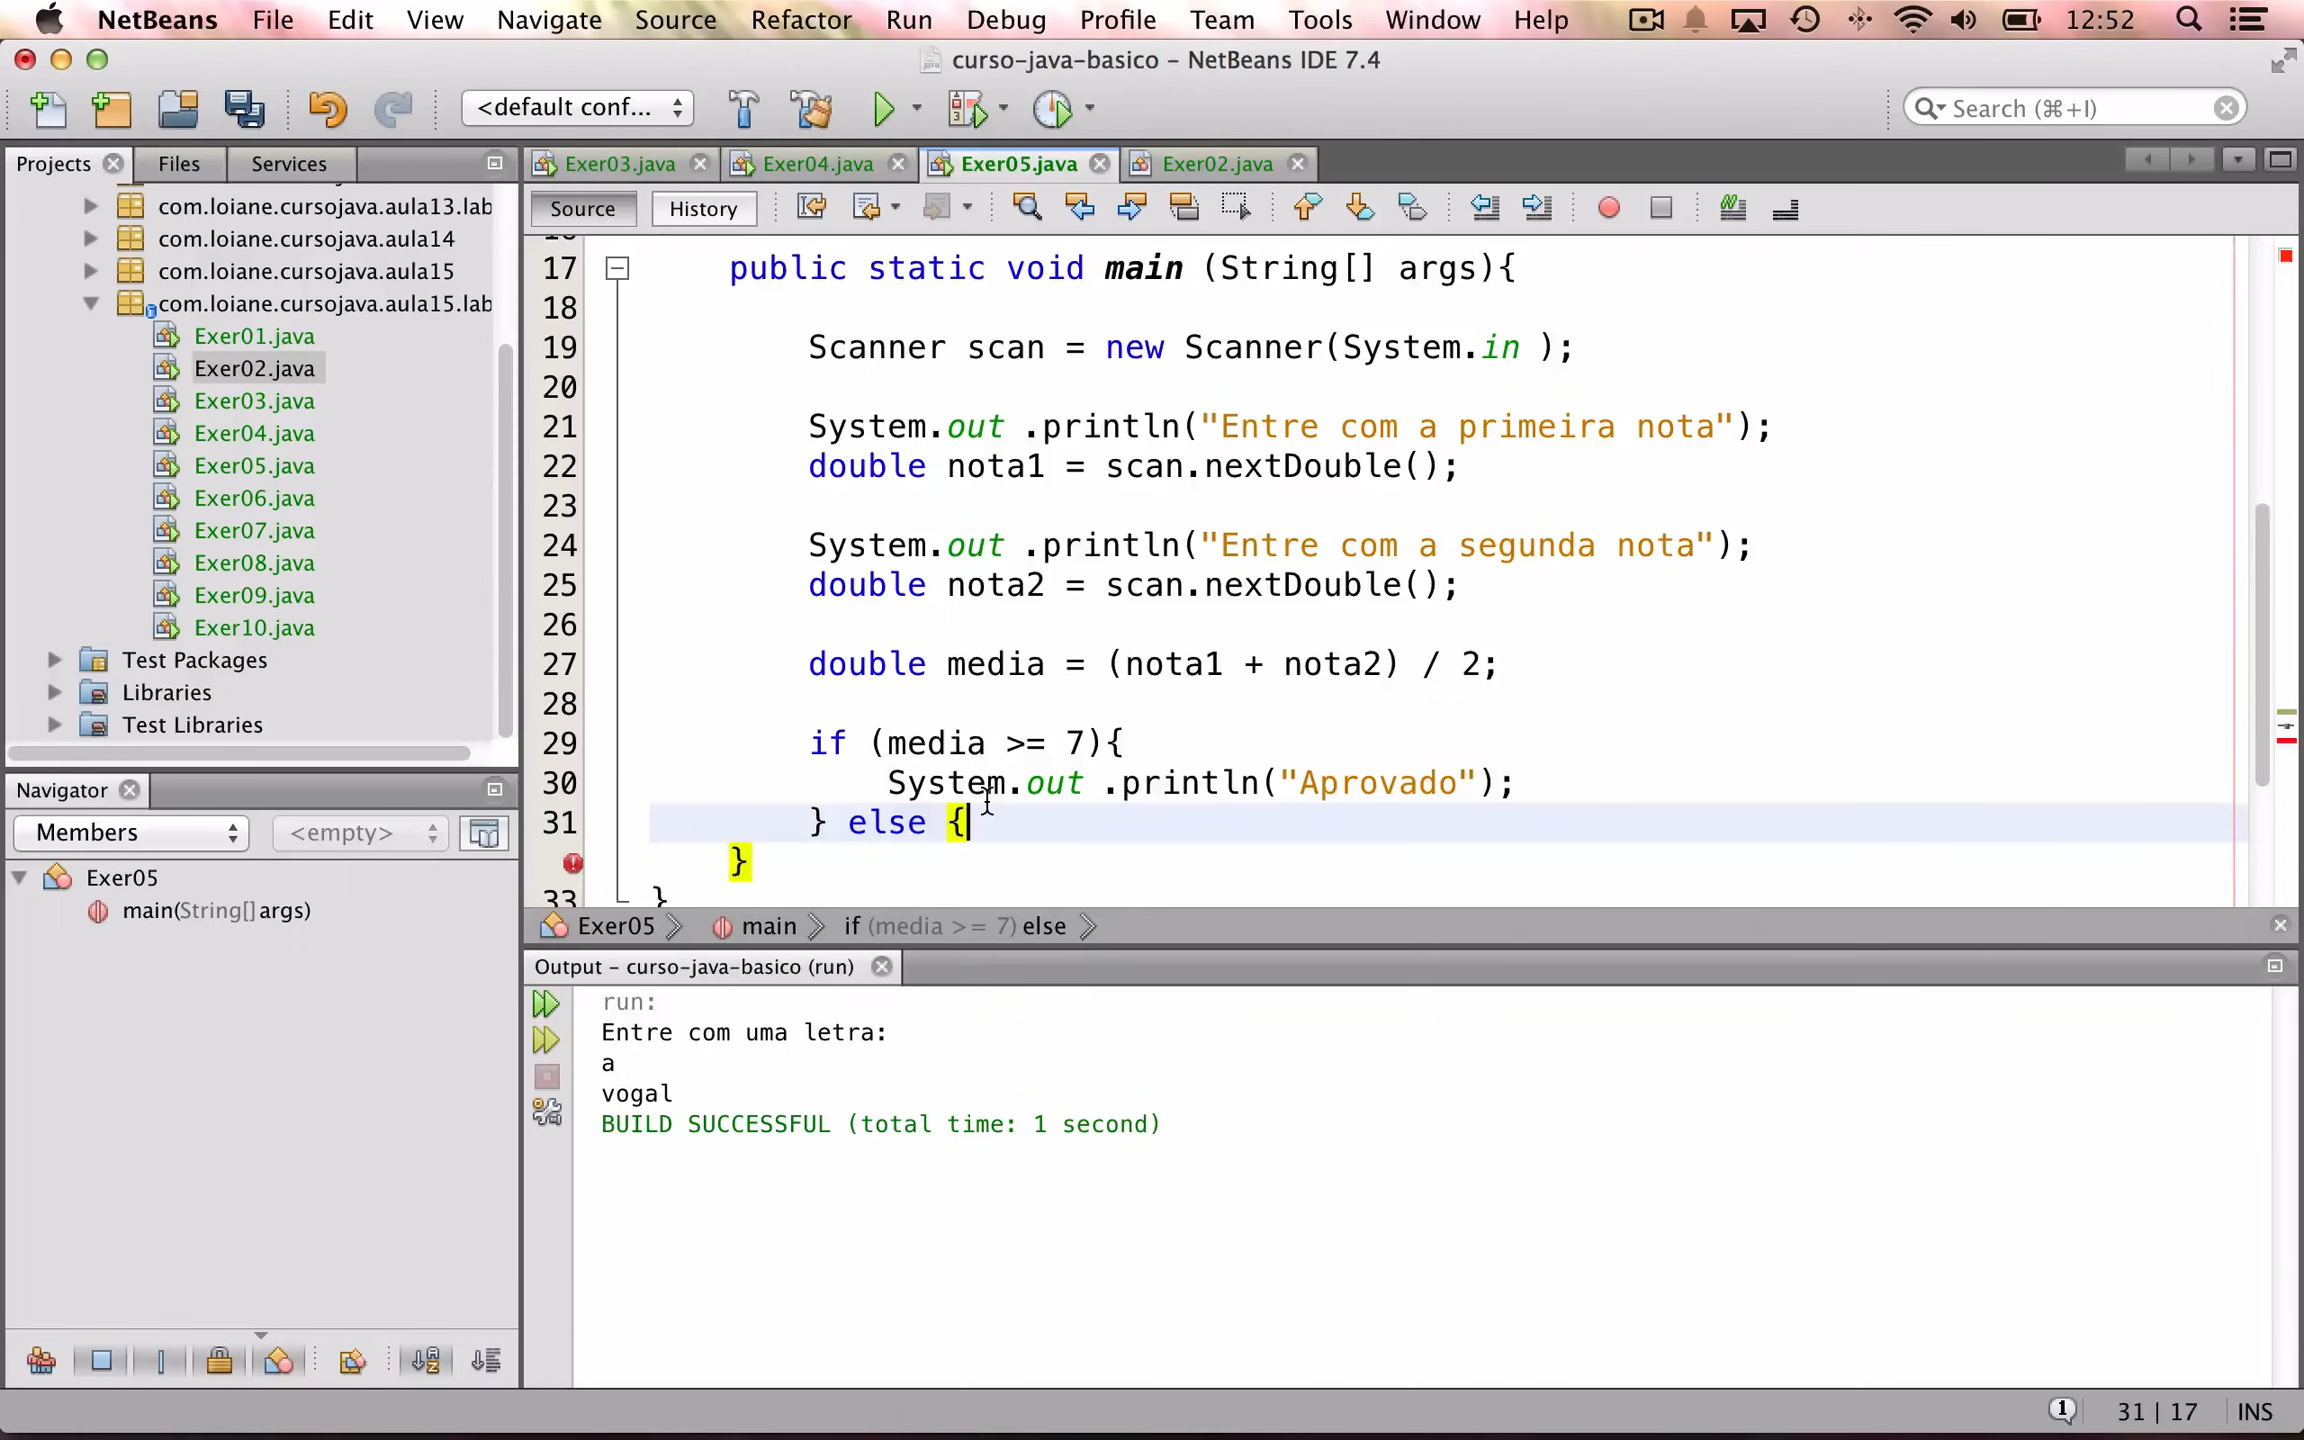 NetBeans File Edit View Navigate Source Refactor Run Debug Profile Team Tools Window Help 12:52
curso-java-basico – NetBeans IDE 7.4
<default conf... Search (⌘+I)
Projects Files Services
com.loiane.cursojava.aula13.lab
com.loiane.cursojava.aula14
com.loiane.cursojava.aula15
com.loiane.cursojava.aula15.lab
Exer01.java
Exer02.java
Exer03.java
Exer04.java
Exer05.java
Exer06.java
Exer07.java
Exer08.java
Exer09.java
Exer10.java
Test Packages
Libraries
Test Libraries
Navigator
Members <empty>
Exer05
main(String[] args)
Exer03.java Exer04.java Exer05.java Exer02.java
Source History
17 public static void main (String[] args){
18
19 Scanner scan = new Scanner(System.in );
20
21 System.out .println("Entre com a primeira nota");
22 double nota1 = scan.nextDouble();
23
24 System.out .println("Entre com a segunda nota");
25 double nota2 = scan.nextDouble();
26
27 double media = (nota1 + nota2) / 2;
28
29 if (media >= 7){
30 System.out .println("Aprovado");
31 } else {
}
33 }
Exer05 main if (media >= 7) else
Output – curso-java-basico (run)
run:
Entre com uma letra:
a
vogal
BUILD SUCCESSFUL (total time: 1 second)
1 31 | 17 INS